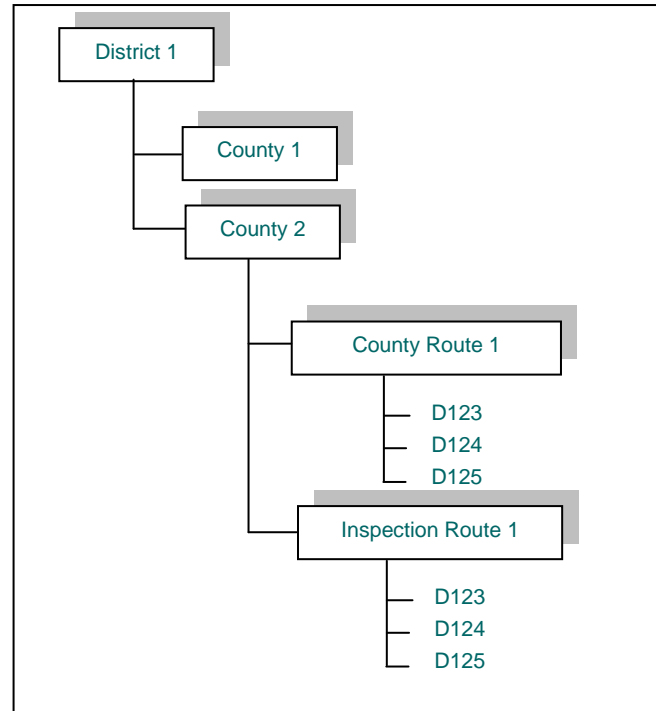 District 1
County 1
County 2
County Route 1
D123
D124
D125
Inspection Route 1
D123
D124
D125